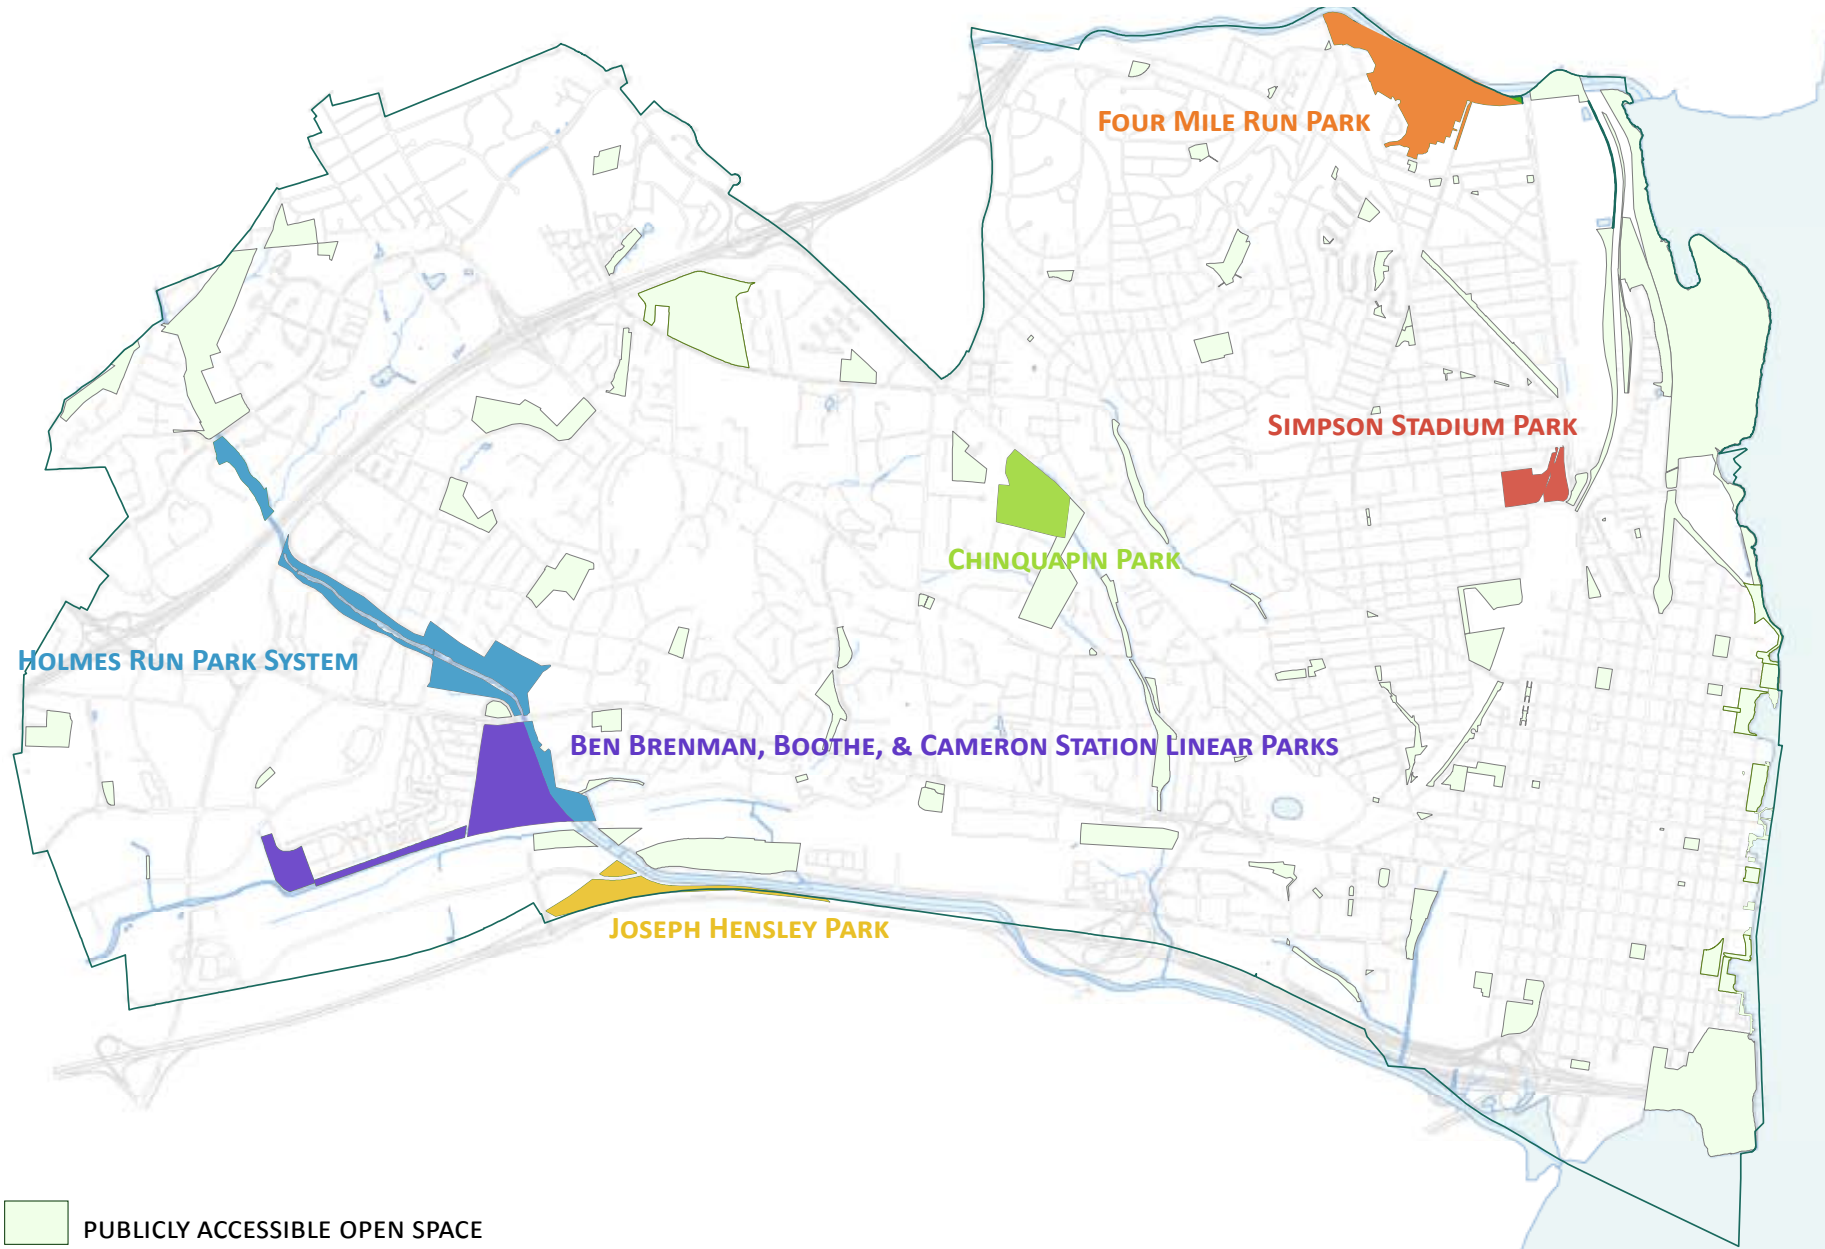 FOUR MILE RUN PARK
SIMPSON STADIUM PARK
CHINQUAPIN PARK
HOLMES RUN PARK SYSTEM
BEN BRENMAN, BOOTHE, & CAMERON STATION LINEAR PARKS
JOSEPH HENSLEY PARK
PUBLICLY ACCESSIBLE OPEN SPACE